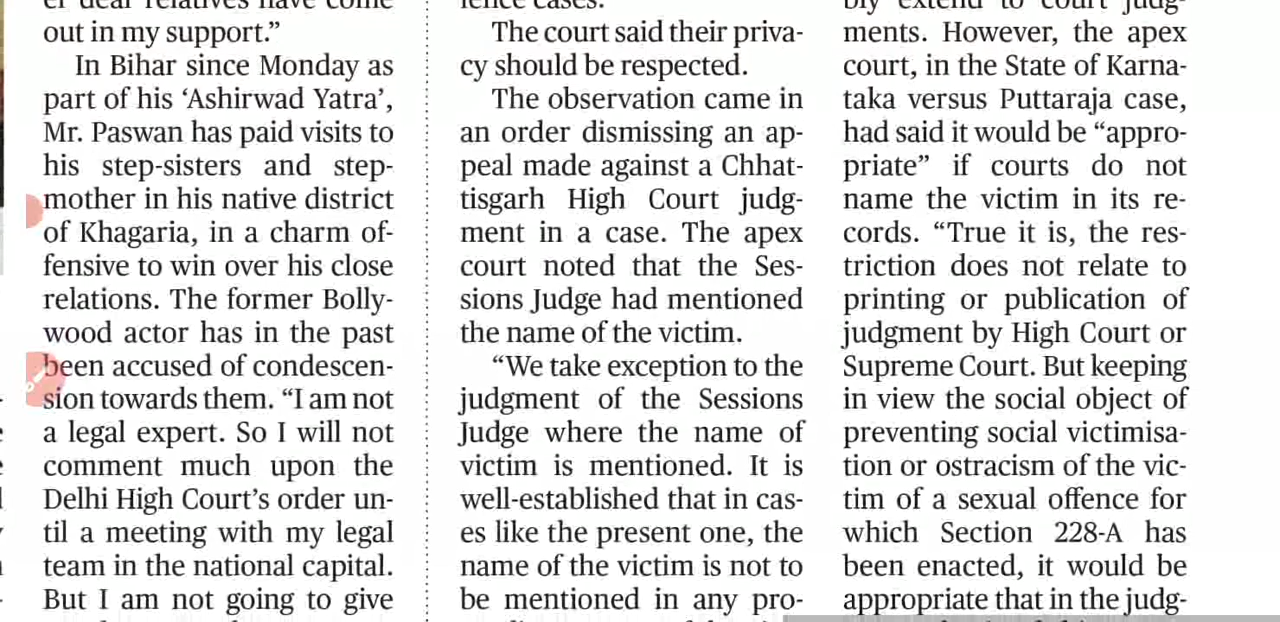 er dear relatives have come
out in my support.”
In Bihar since Monday as
part of his ‘Ashirwad Yatra’,
Mr. Paswan has paid visits to
his step-sisters and step-
mother in his native district
of Khagaria, in a charm of-
fensive to win over his close
relations. The former Bolly-
wood actor has in the past
been accused of condescen-
sion towards them. “I am not
a legal expert. So I will not
comment much upon the
Delhi High Court’s order un-
til a meeting with my legal
team in the national capital.
But I am not going to give
lence cases.
The court said their priva-
cy should be respected.
The observation came in
an order dismissing an ap-
peal made against a Chhat-
tisgarh High Court judg-
ment in a case. The apex
court noted that the Ses-
sions Judge had mentioned
the name of the victim.
“We take exception to the
judgment of the Sessions
Judge where the name of
victim is mentioned. It is
well-established that in cas-
es like the present one, the
name of the victim is not to
be mentioned in any pro-
bly extend to court judg-
ments. However, the apex
court, in the State of Karna-
taka versus Puttaraja case,
had said it would be “appro-
priate” if courts do not
name the victim in its re-
cords. “True it is, the res-
triction does not relate to
printing or publication of
judgment by High Court or
Supreme Court. But keeping
in view the social object of
preventing social victimisa-
tion or ostracism of the vic-
tim of a sexual offence for
which Section 228-A has
been enacted, it would be
appropriate that in the judg-